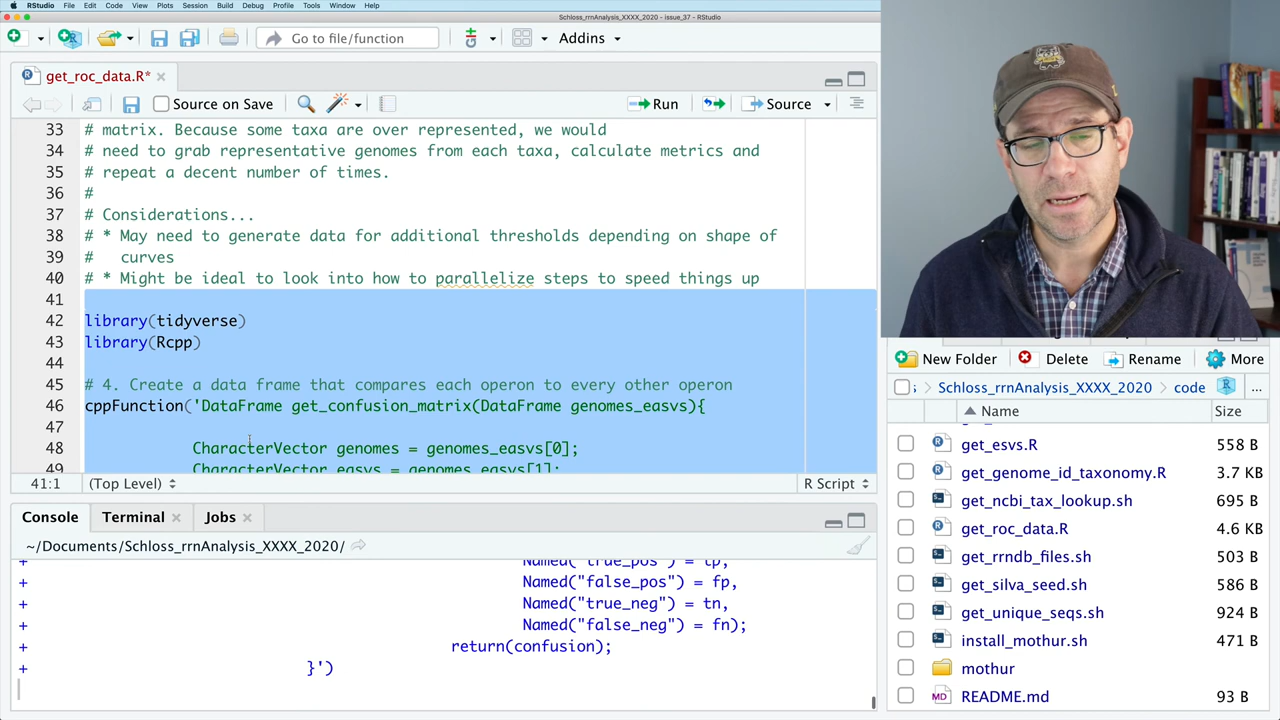 RStudio File Edit Code View Plots Session Build Debug Profile Tools Window Help
Schloss_rrnAnalysis_XXXX_2020 - issue_37 - RStudio
Go to file/function
Addins
get_roc_data.R*
Source on Save
Run
Source
33 # matrix. Because some taxa are over represented, we would
34 # need to grab representative genomes from each taxa, calculate metrics and
35 # repeat a decent number of times.
36 #
37 # Considerations...
38 # * May need to generate data for additional thresholds depending on shape of
39 #   curves
40 # * Might be ideal to look into how to parallelize steps to speed things up
41
42 library(tidyverse)
43 library(Rcpp)
44
45 # 4. Create a data frame that compares each operon to every other operon
46 cppFunction('DataFrame get_confusion_matrix(DataFrame genomes_easvs){
47
48 CharacterVector genomes = genomes_easvs[0];
49 CharacterVector easvs = genomes_easvs[1];
41:1 (Top Level) R Script
Console Terminal Jobs
~/Documents/Schloss_rrnAnalysis_XXXX_2020/
+ Named("true_pos") = tp,
+ Named("false_pos") = fp,
+ Named("true_neg") = tn,
+ Named("false_neg") = fn);
+ return(confusion);
+ }')
New Folder Delete Rename More
s > Schloss_rrnAnalysis_XXXX_2020 > code ...
Name Size
get_esvs.R 558 B
get_genome_id_taxonomy.R 3.7 KB
get_ncbi_tax_lookup.sh 695 B
get_roc_data.R 4.6 KB
get_rrndb_files.sh 503 B
get_silva_seed.sh 586 B
get_unique_seqs.sh 924 B
install_mothur.sh 471 B
mothur
README.md 93 B